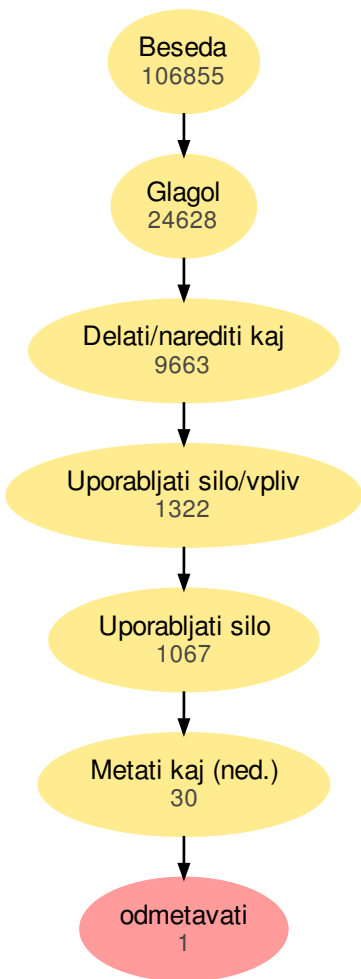 Beseda
106855
Glagol
24628
Delati/narediti kaj
9663
Uporabljati silo/vpliv
1322
Uporabljati silo
1067
Metati kaj (ned.)
30
odmetavati
1